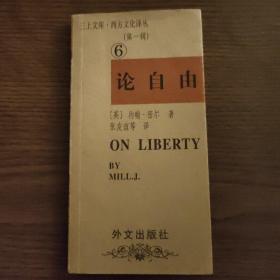 三上文库·西方文化译丛
(第一辑)
⑥
论自由
[英] 约翰·密尔 著
张友谊等 译
ON LIBERTY
BY
MILL.J.
外文出版社